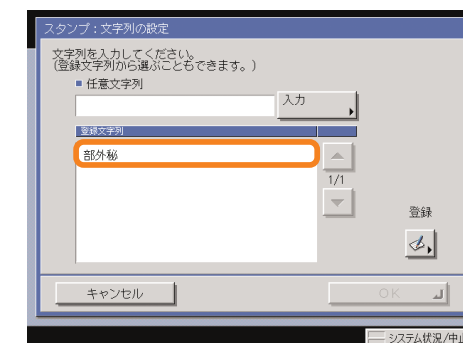 スタンプ：文字列の設定
文字列を入力してください。
(登録文字列から選ぶこともできます。)
■ 任意文字列
入力
登録文字列
部外秘
1/1
登録
キャンセル
OK
システム状況/中止